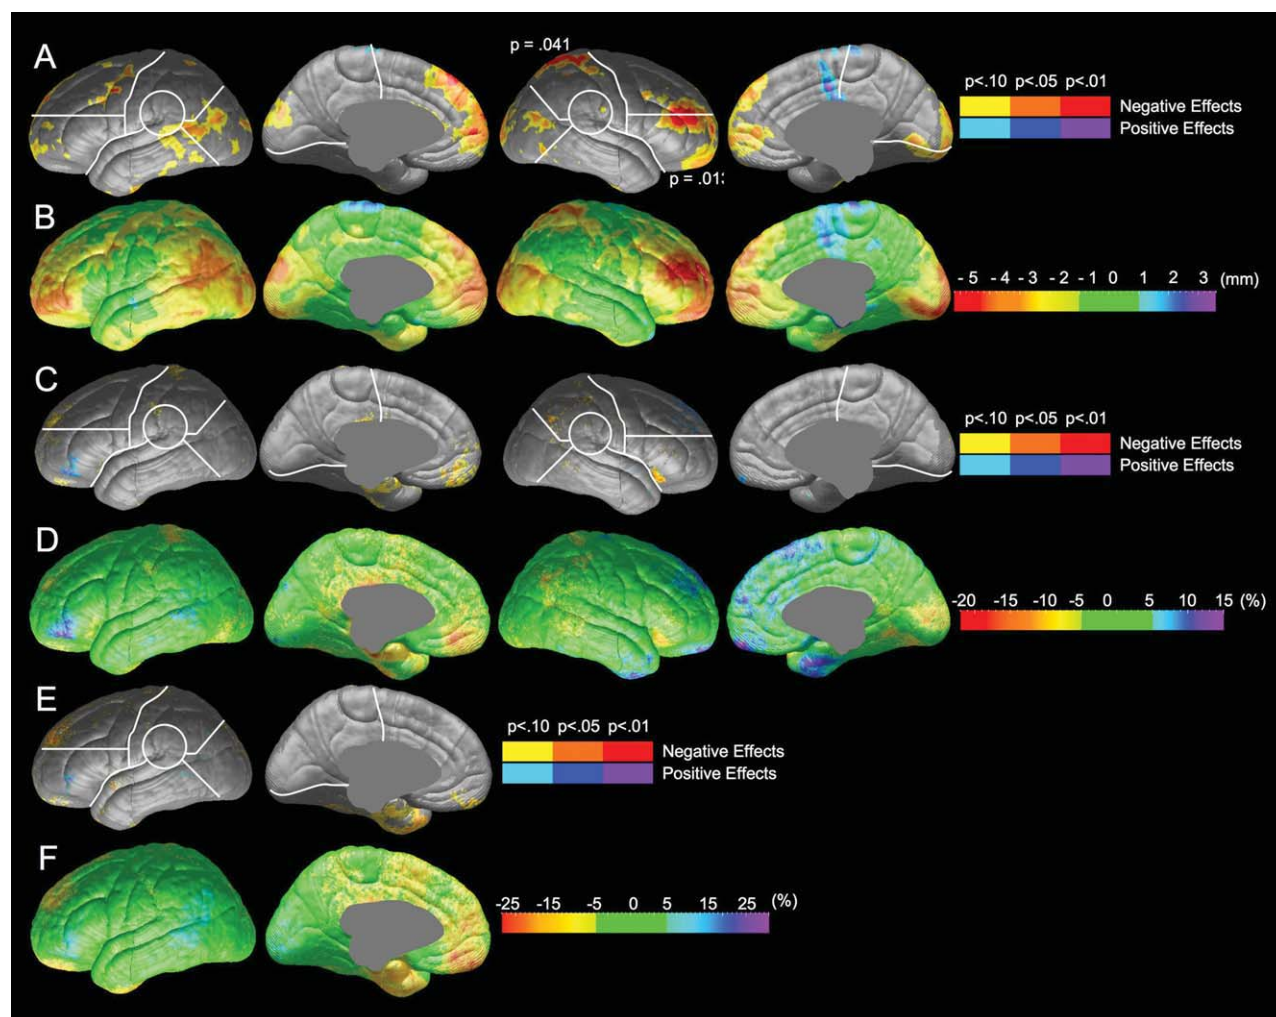 A
p = .041
p<.10 p<.05 p<.01
Negative Effects
Positive Effects
p = .01
B
-5 -4 -3 -2 -1 0 1 2 3 (mm)
C
p<.10 p<.05 p<.01
Negative Effects
Positive Effects
D
-20 -15 -10 -5 0 5 10 15 (%)
E
p<.10 p<.05 p<.01
Negative Effects
Positive Effects
F
-25 -15 -5 0 5 15 25 (%)